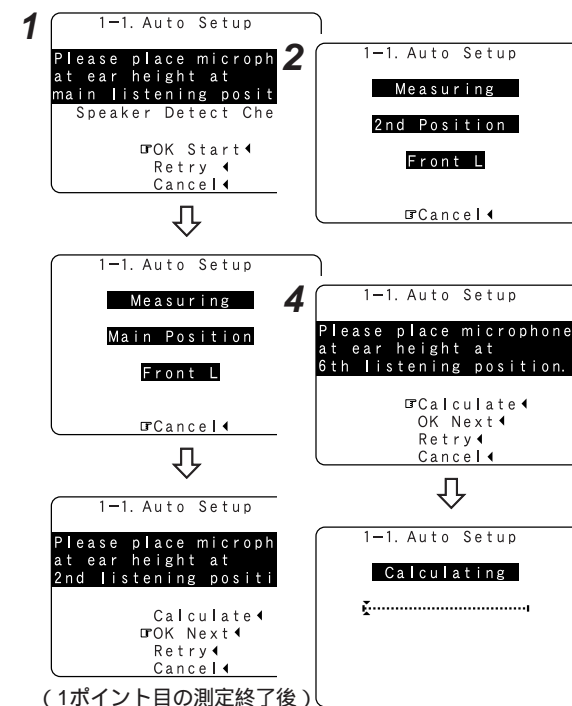 1
1-1. Auto Setup
Please place microph
at ear height at
main listening posit
Speaker Detect Che
☞OK Start◀
Retry ◀
Cancel◀
1-1. Auto Setup
Measuring
Main Position
Front L
☞Cancel◀
1-1. Auto Setup
Please place microph
at ear height at
2nd listening positi
Calculate◀
☞OK Next◀
Retry◀
Cancel◀
(1ポイント目の測定終了後)
2
1-1. Auto Setup
Measuring
2nd Position
Front L
☞Cancel◀
4
1-1. Auto Setup
Please place microphone
at ear height at
6th listening position.
☞Calculate◀
OK Next◀
Retry◀
Cancel◀
1-1. Auto Setup
Calculating